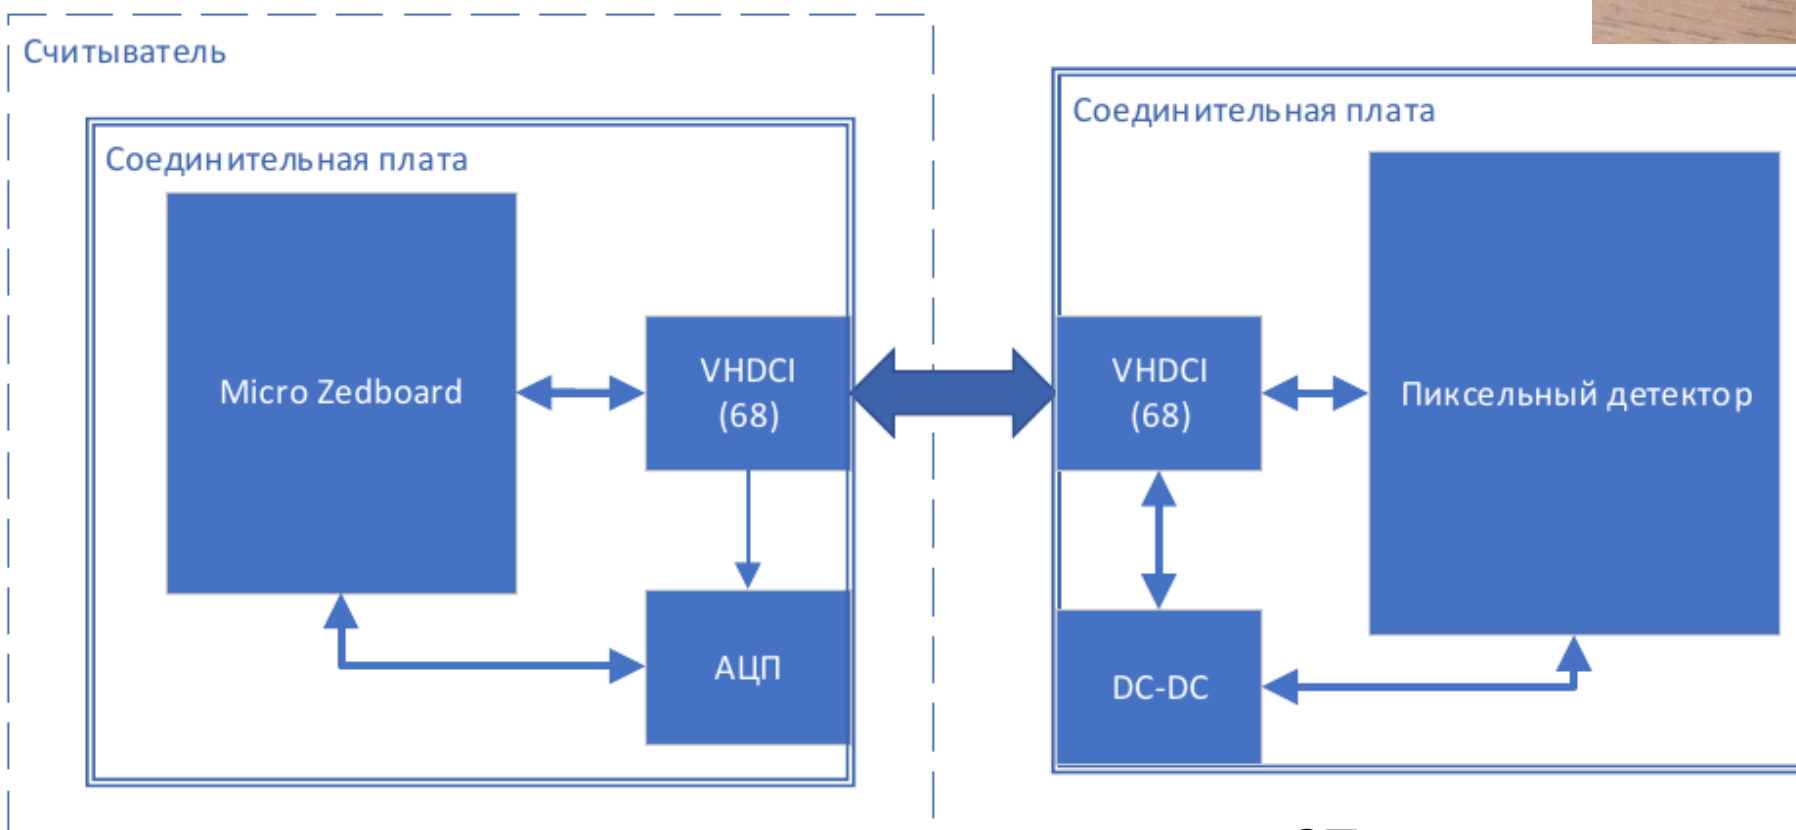 Считыватель
Соединительная плата
Соединительная плата
Micro Zedboard
VHDCI
(68)
VHDCI
(68)
Пиксельный детектор
АЦП
DC-DC